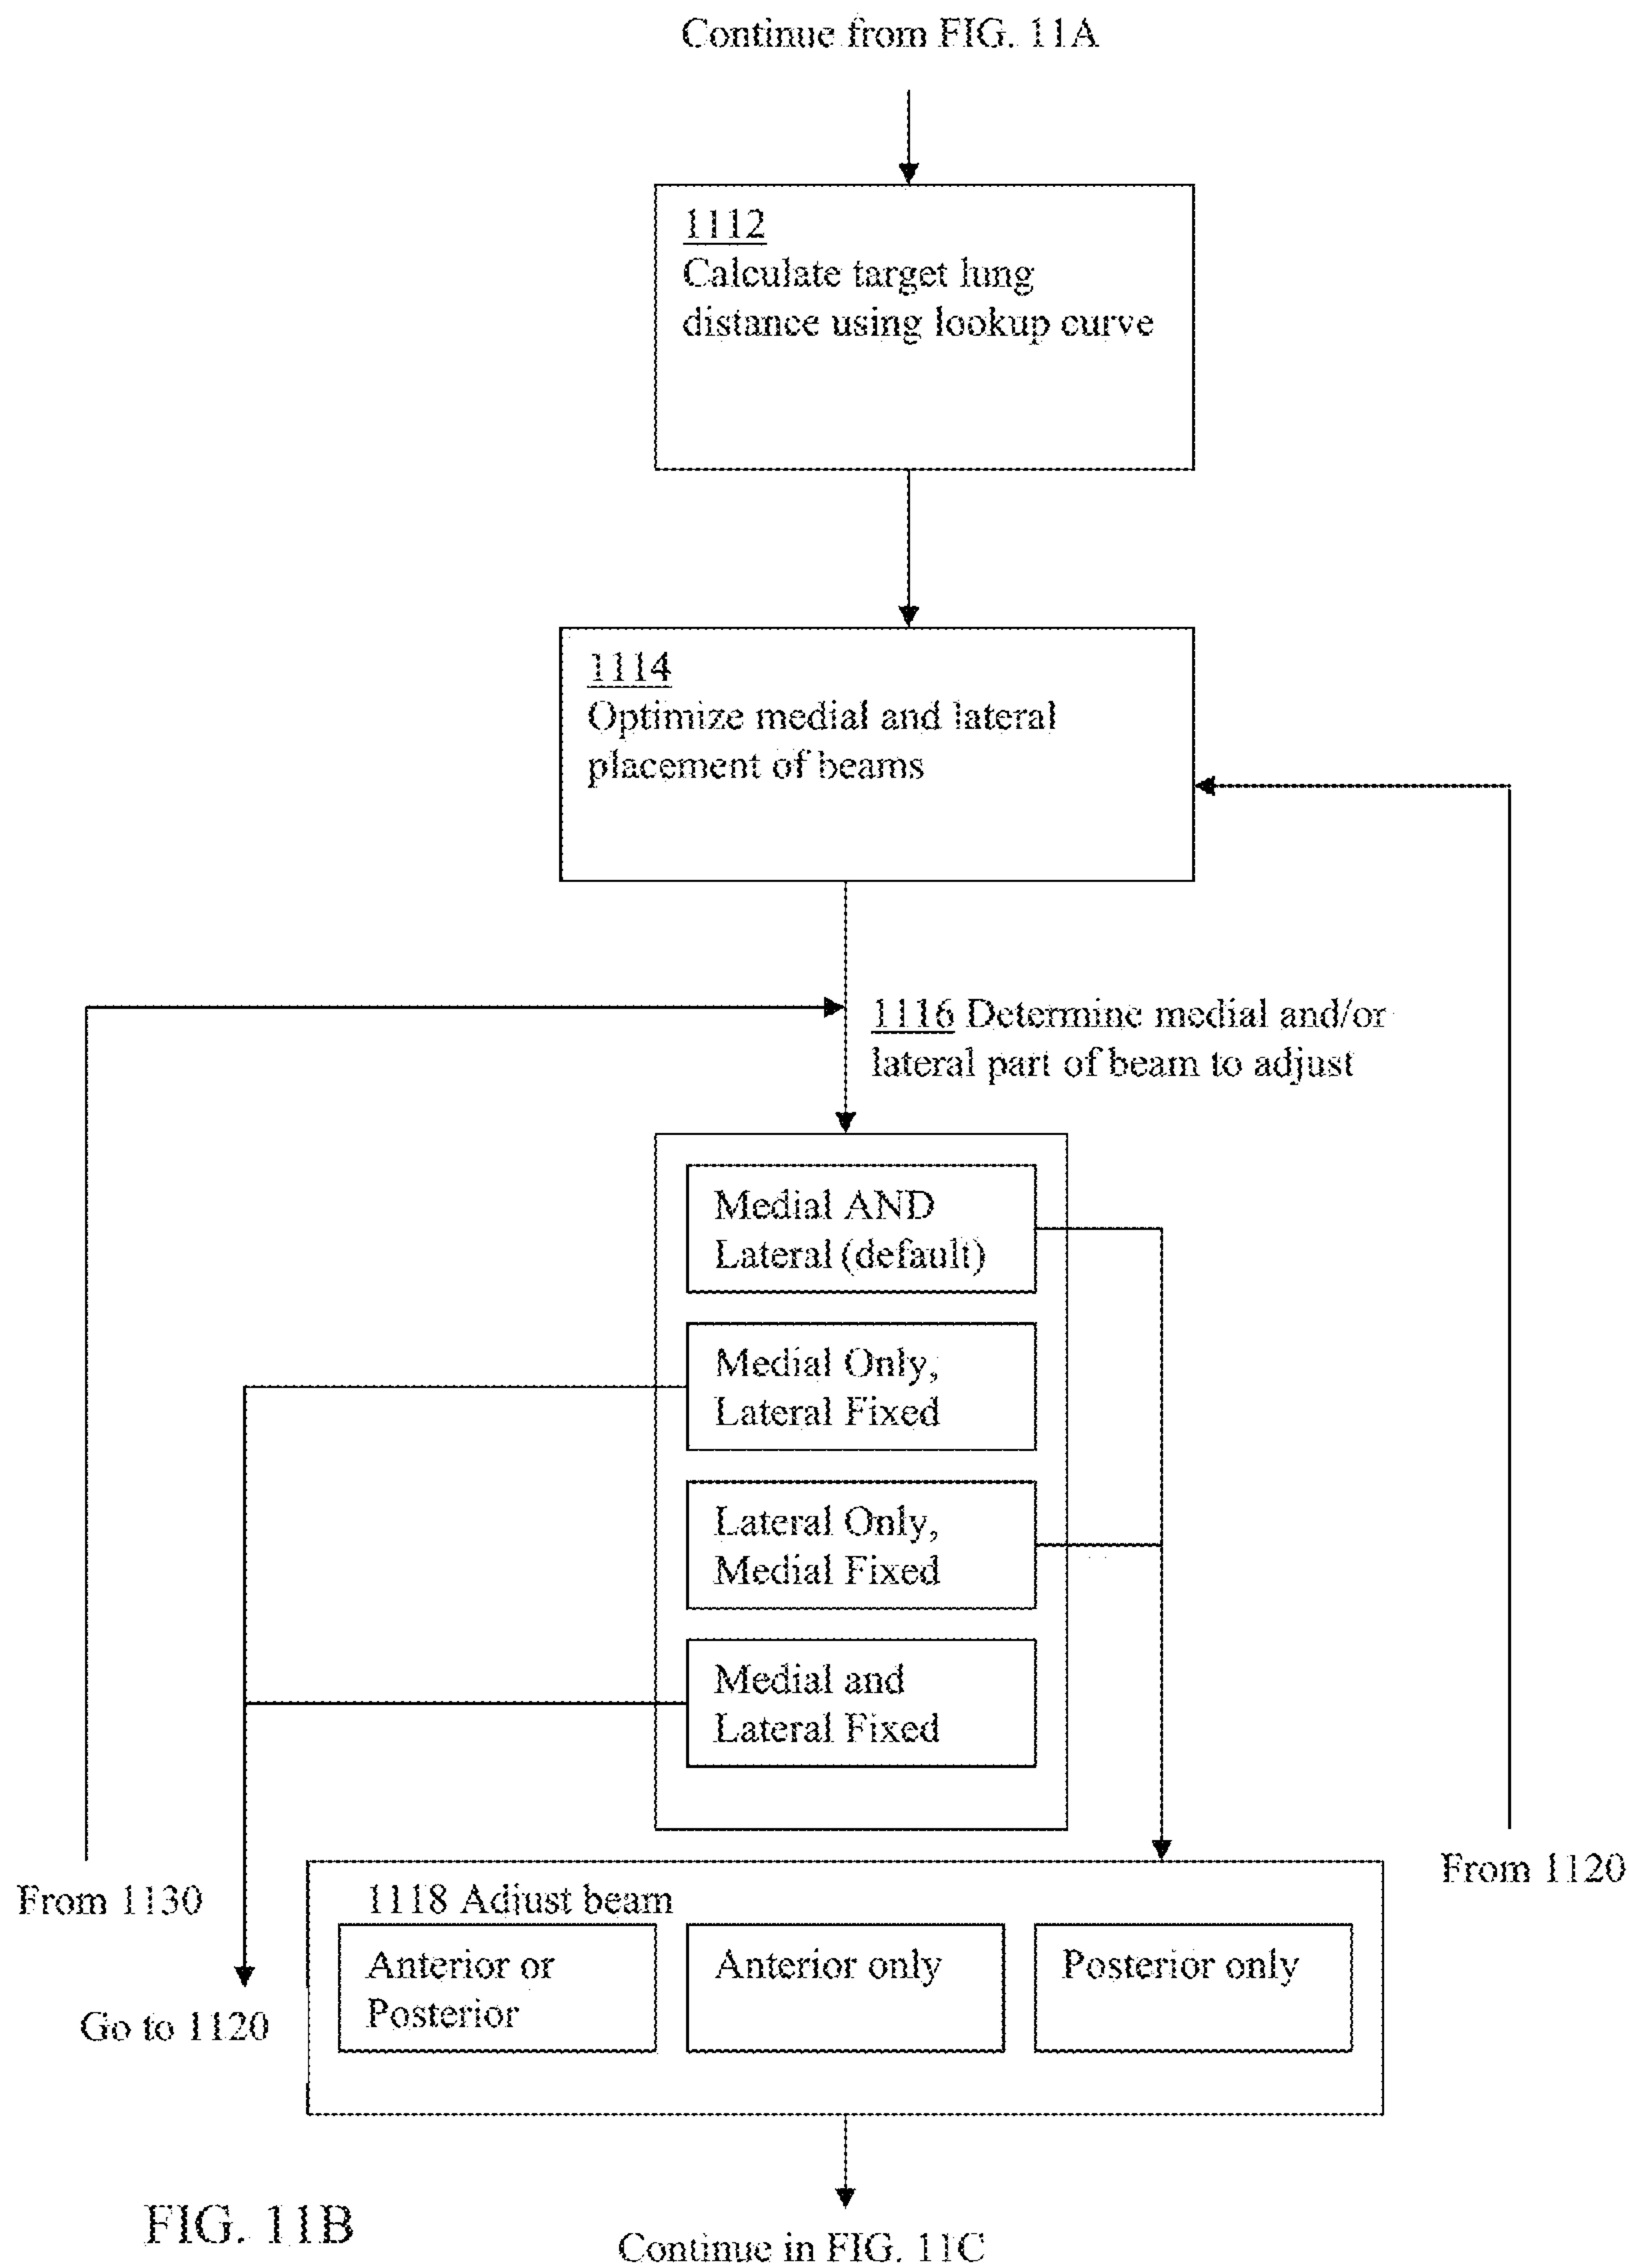 Continue from FIG. 11A
1112
Calculate target lung
distance using lookup curve
1114
Optimize medial and lateral
placement of beams
1116 Determine medial and/or
lateral part of beam to adjust
Medial AND
Lateral (default)
Medial Only,
Lateral Fixed
Lateral Only,
Medial Fixed
Medial and
Lateral Fixed
From 1130
From 1120
Go to 1120
1118 Adjust beam
Anterior or
Posterior
Anterior only
Posterior only
FIG. 11B
Continue in FIG. 11C